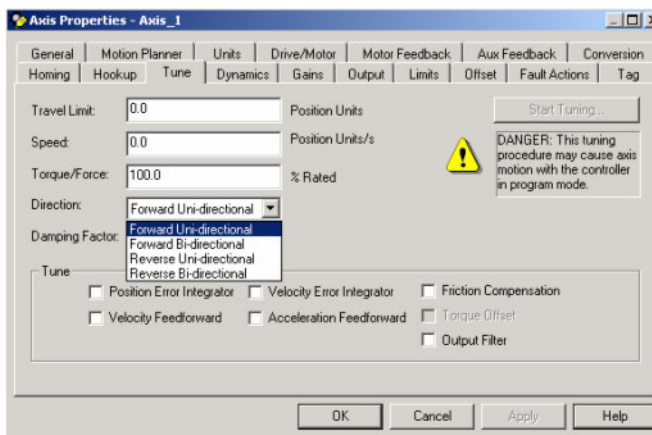 Axis Properties - Axis_1
General Motion Planner Units Drive/Motor Motor Feedback Aux Feedback Conversion
Homing Hookup Tune Dynamics Gains Output Limits Offset Fault Actions Tag
Travel Limit: 0.0 Position Units Start Tuning...
Speed: 0.0 Position Units/s
DANGER: This tuning
procedure may cause axis
motion with the controller
in program mode.
Torque/Force: 100.0 % Rated
Direction: Forward Uni-directional
Forward Uni-directional
Damping Factor: Forward Bi-directional
Reverse Uni-directional
Reverse Bi-directional
Tune
Position Error Integrator Velocity Error Integrator Friction Compensation
Velocity Feedforward Acceleration Feedforward Torque Offset
Output Filter
OK Cancel Apply Help